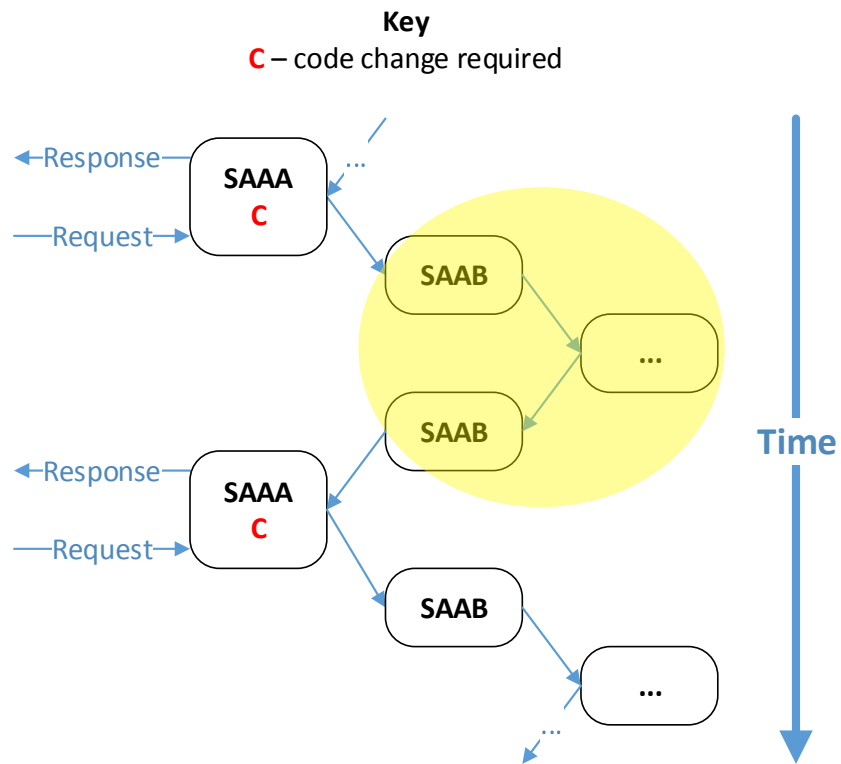 Key
C – code change required
...
Response
SAAA
C
Request
SAAB
...
SAAB
Time
Response
SAAA
C
Request
SAAB
...
...